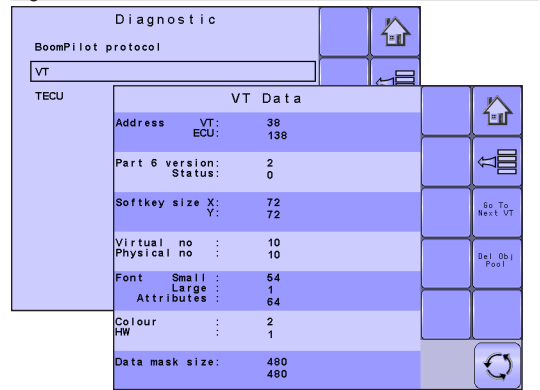 Diagnostic
BoomPilot protocol
VT
TECU
VT Data
Address VT: 38
ECU: 138
Part 6 version: 2
Status: 0
Softkey size X: 72
Y: 72
Virtual no : 10
Physical no : 10
Font Small : 54
Large : 1
Attributes : 64
Colour : 2
HW : 1
Data mask size: 480
480
Go To
Next VT
Del Obj
Pool